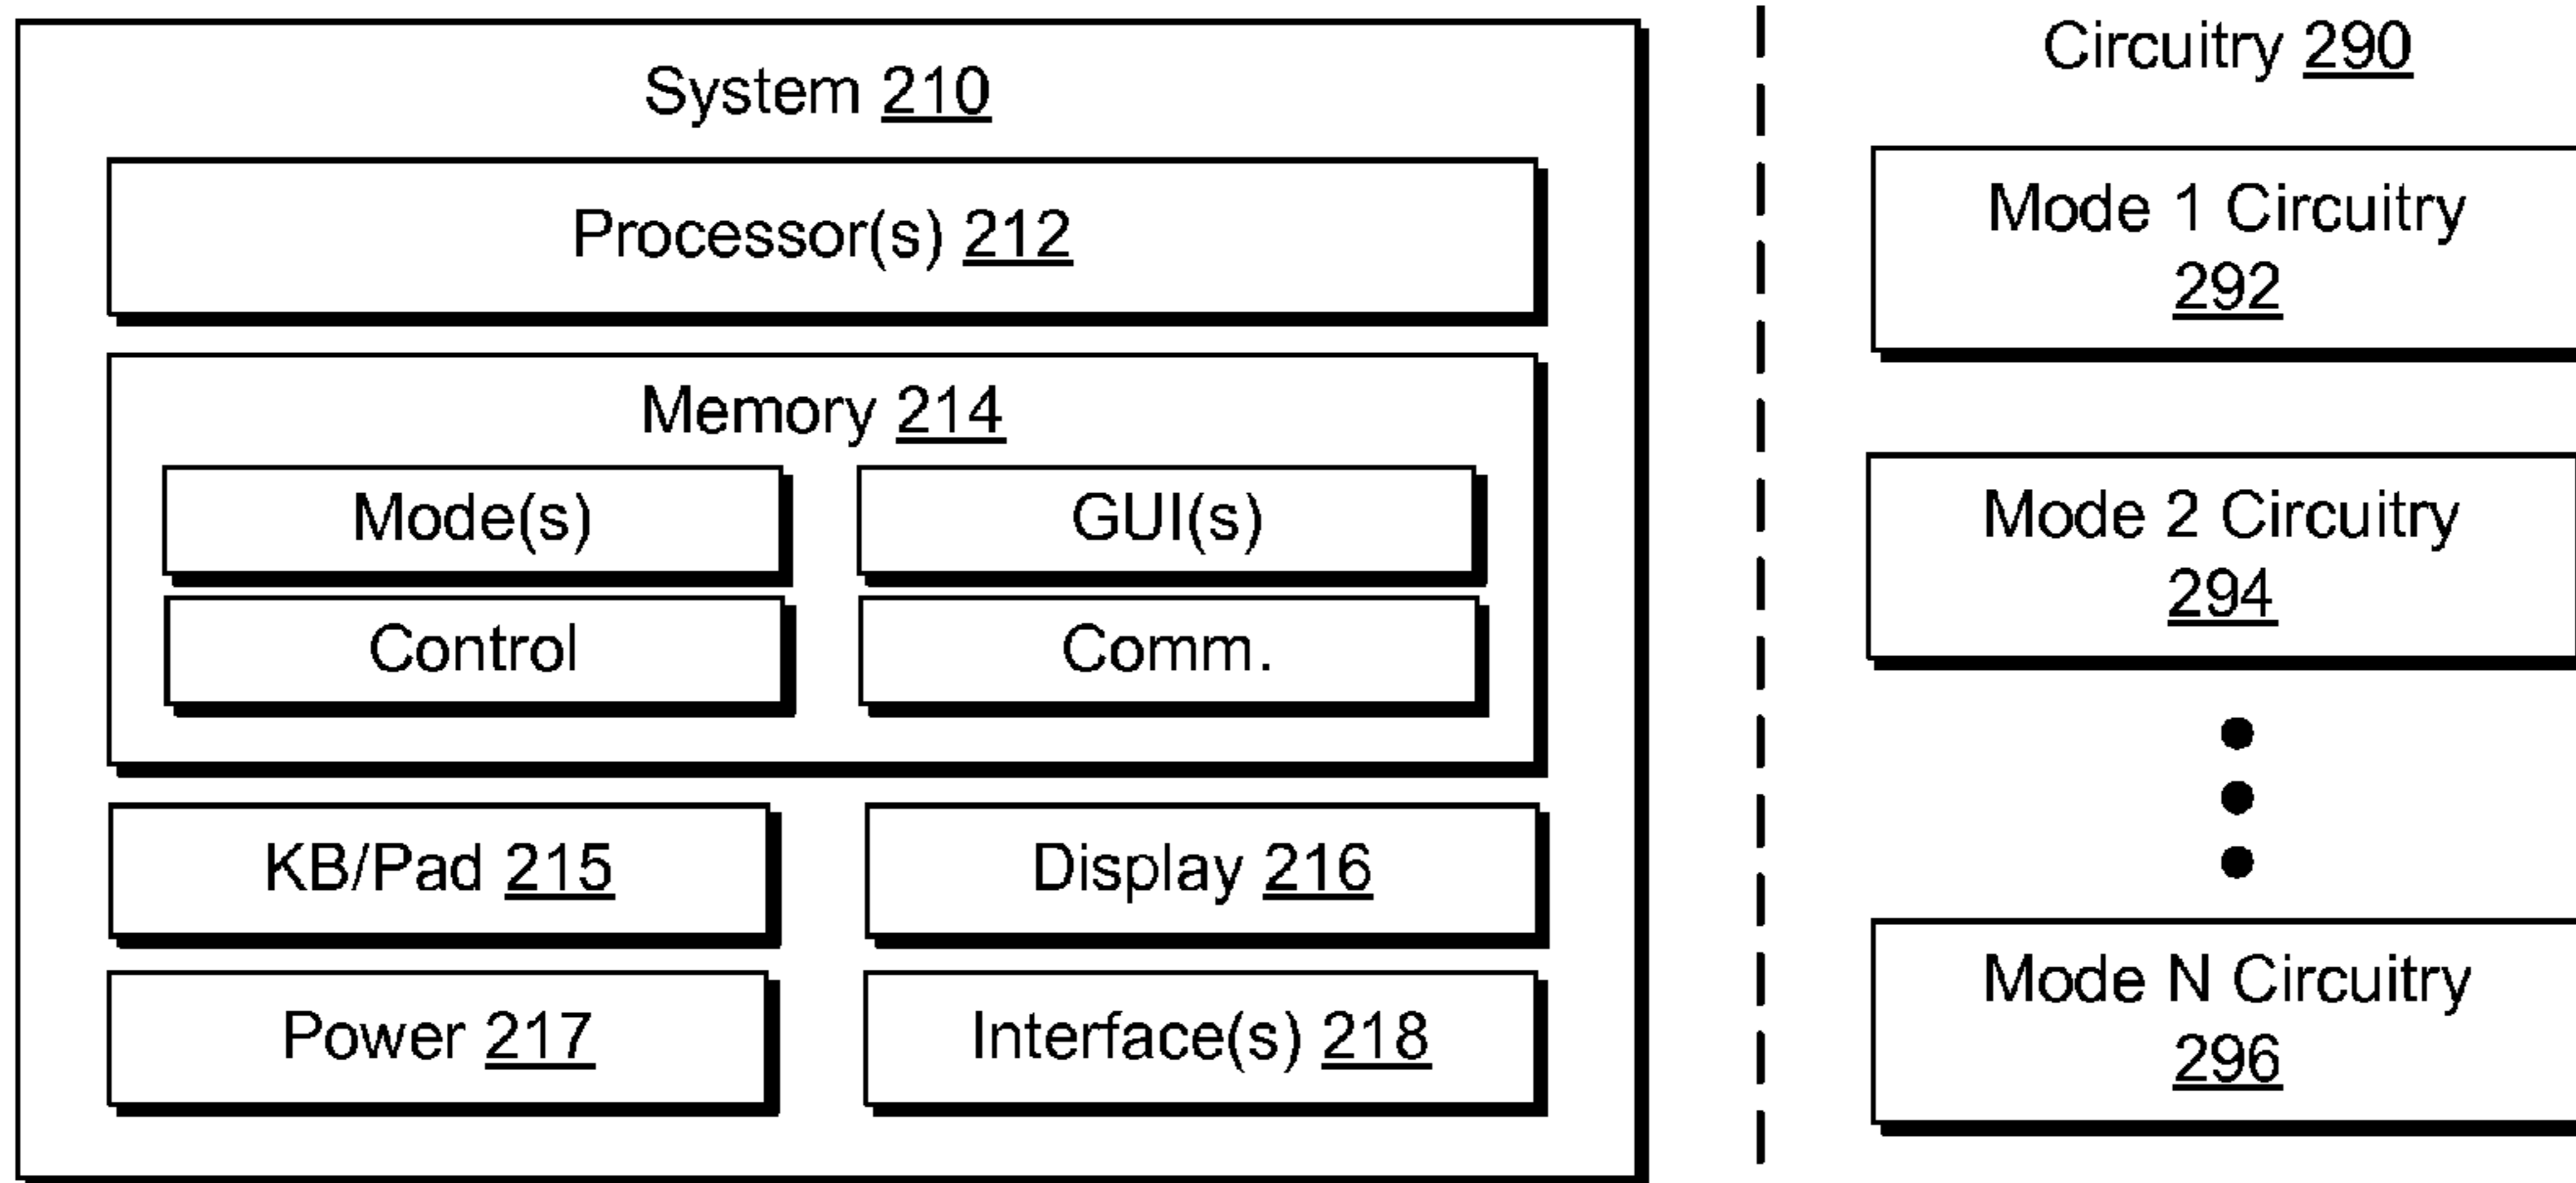 System 210
Processor(s) 212
Memory 214
Mode(s)
GUI(s)
Control
Comm.
KB/Pad 215
Display 216
Power 217
Interface(s) 218
Circuitry 290
Mode 1 Circuitry
292
Mode 2 Circuitry
294
Mode N Circuitry
296